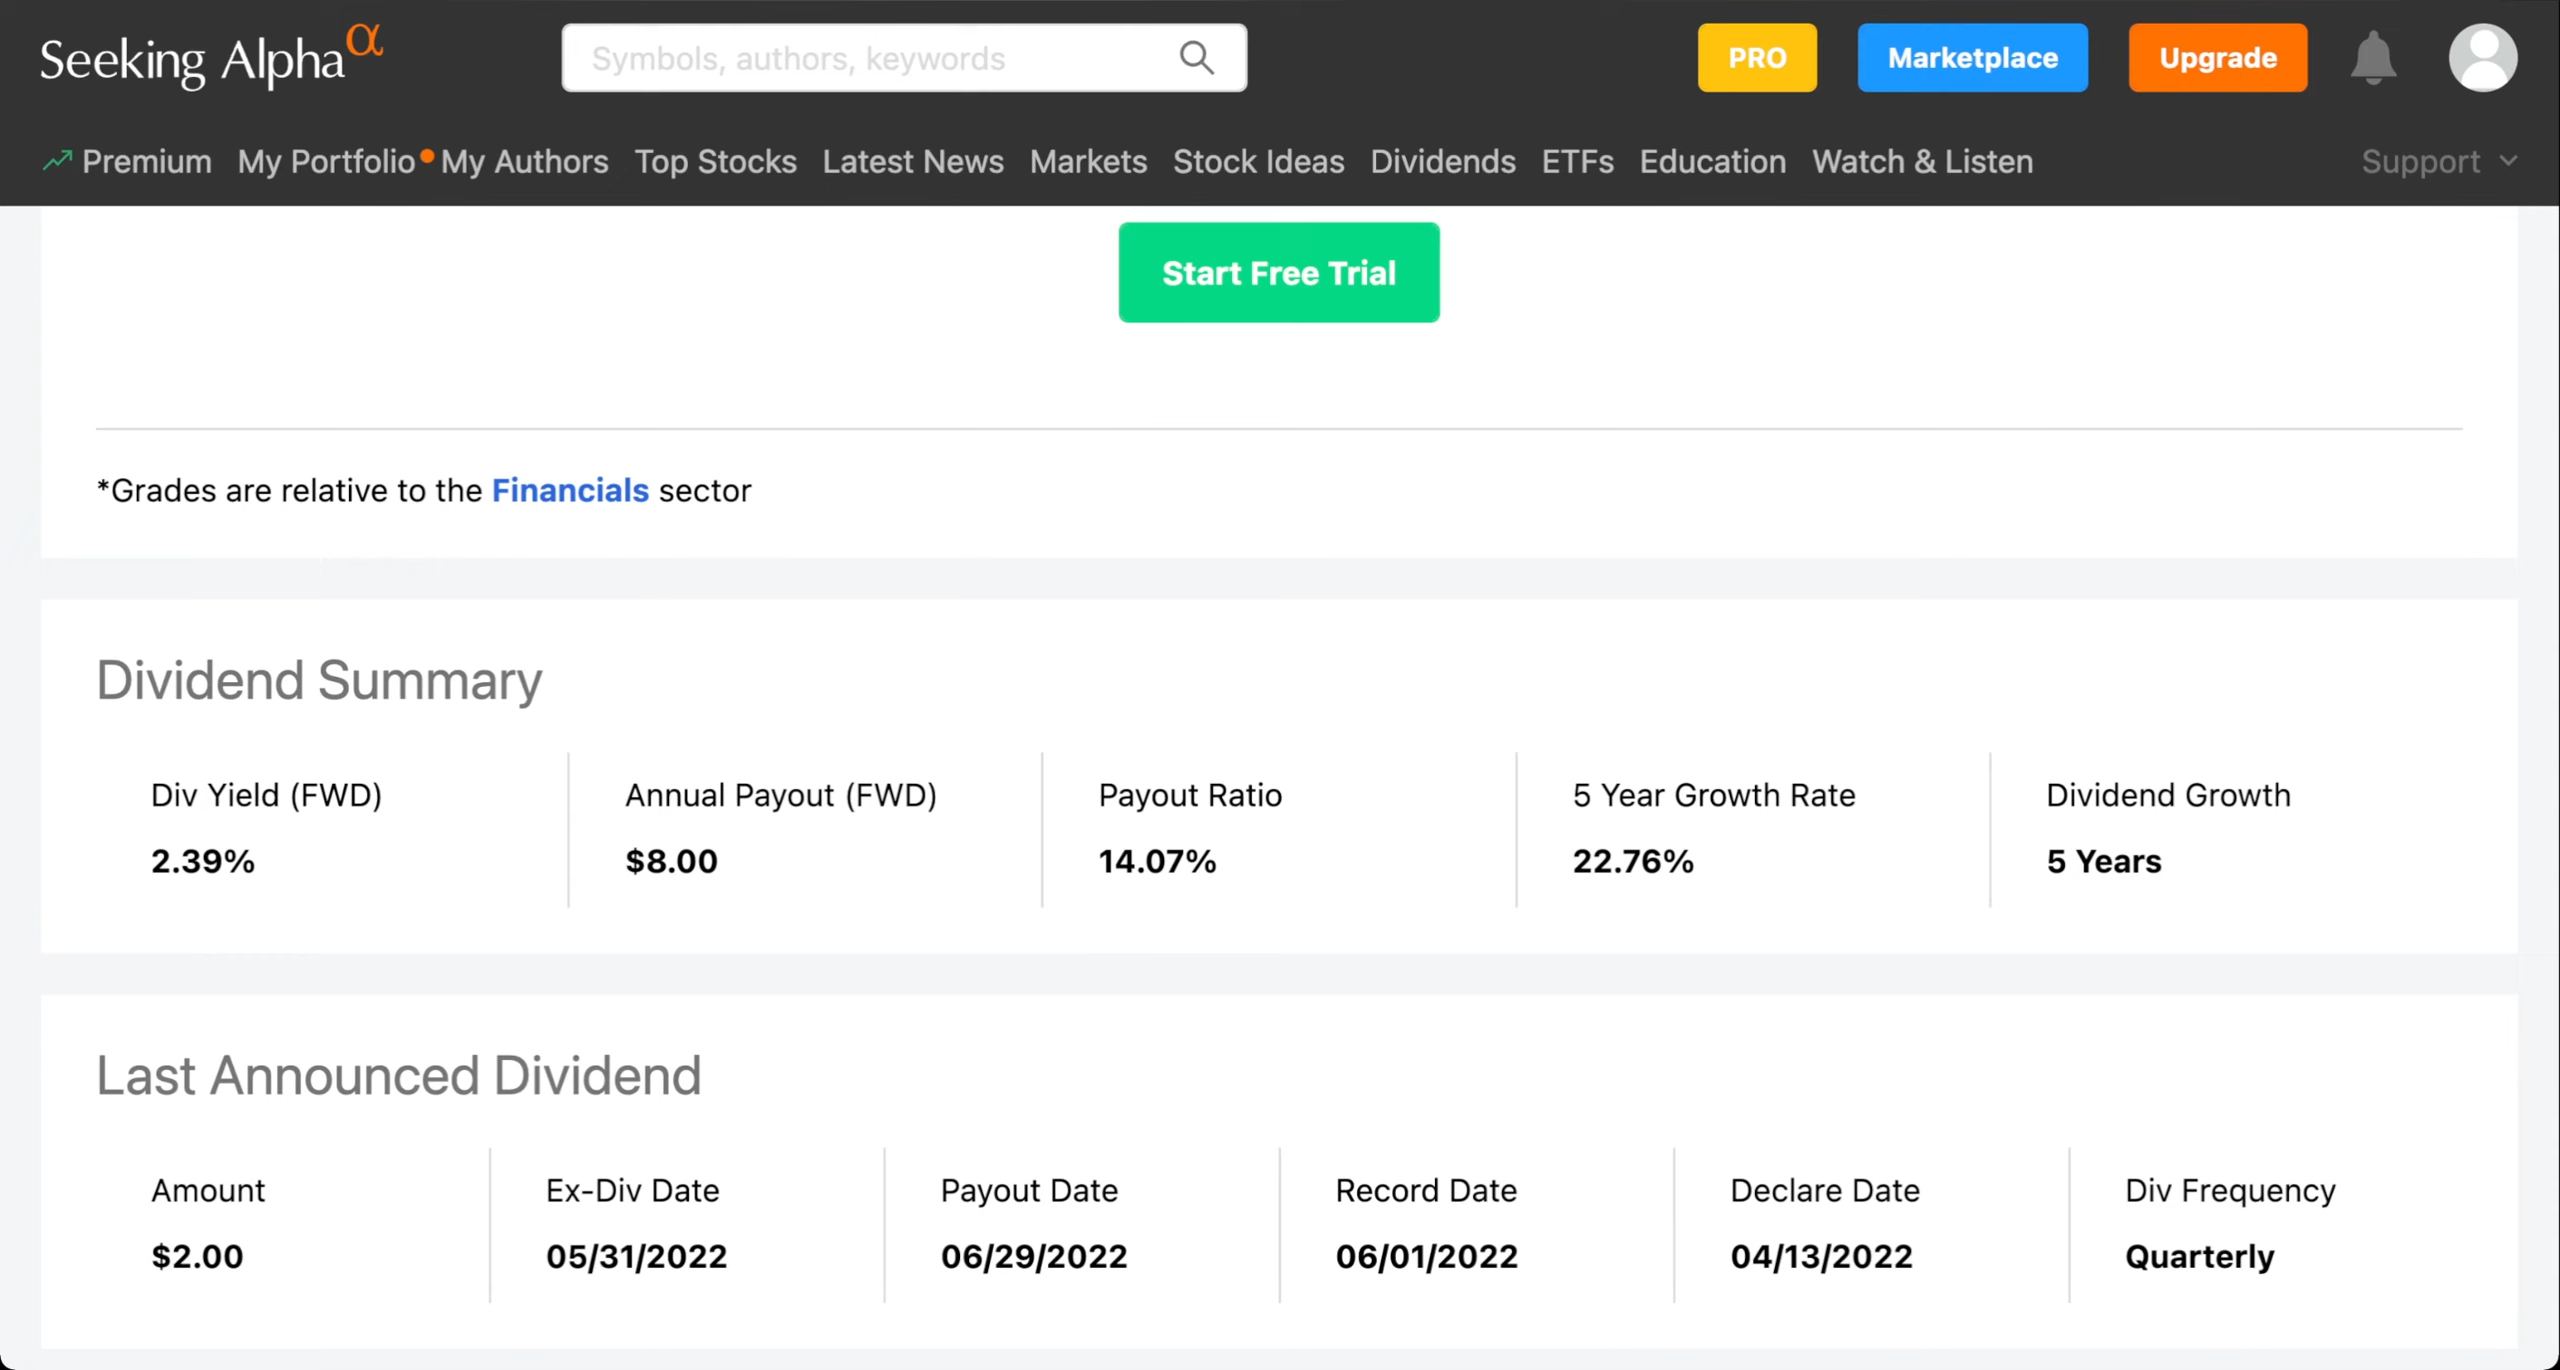 Seeking Alpha α
Symbols, authors, keywords
PRO
Marketplace
Upgrade
Premium My Portfolio My Authors Top Stocks Latest News Markets Stock Ideas Dividends ETFs Education Watch & Listen Support
Start Free Trial
*Grades are relative to the Financials sector
Dividend Summary
Div Yield (FWD) Annual Payout (FWD) Payout Ratio 5 Year Growth Rate Dividend Growth
2.39% $8.00 14.07% 22.76% 5 Years
Last Announced Dividend
Amount Ex-Div Date Payout Date Record Date Declare Date Div Frequency
$2.00 05/31/2022 06/29/2022 06/01/2022 04/13/2022 Quarterly